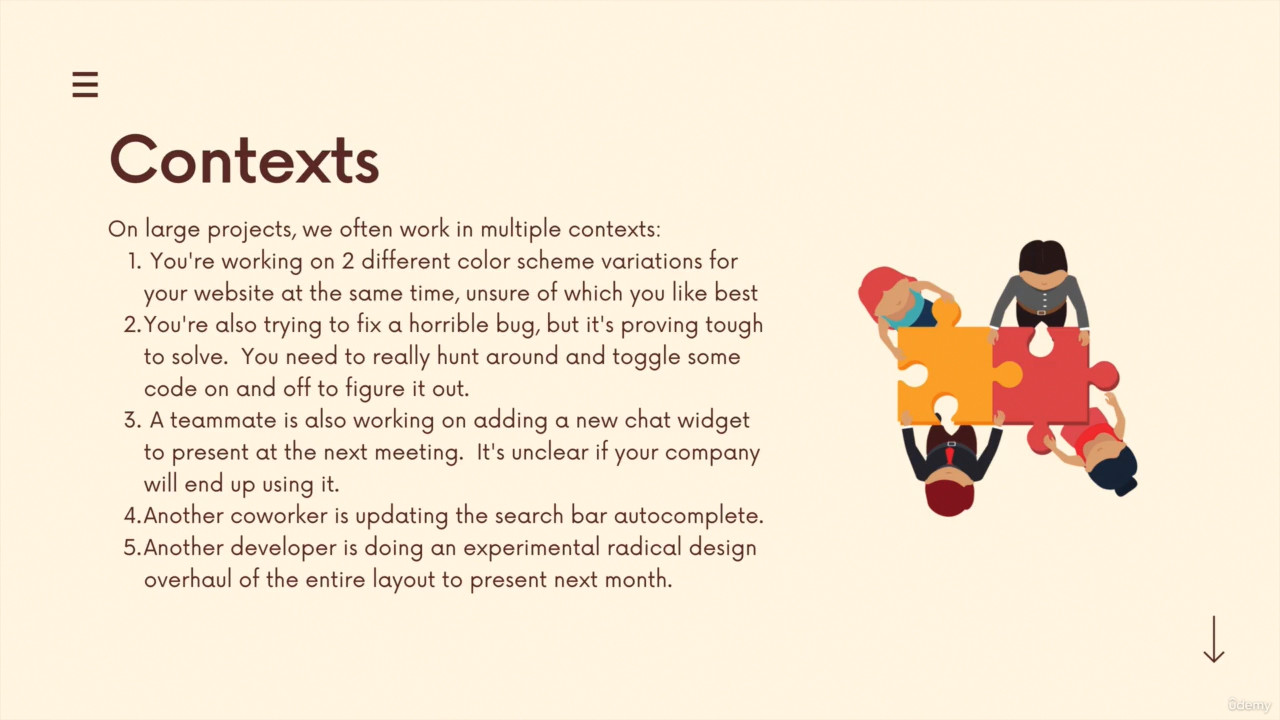 Contexts
On large projects, we often work in multiple contexts:
1. You're working on 2 different color scheme variations for
your website at the same time, unsure of which you like best
2.You're also trying to fix a horrible bug, but it's proving tough
to solve.  You need to really hunt around and toggle some
code on and off to figure it out.
3. A teammate is also working on adding a new chat widget
to present at the next meeting.  It's unclear if your company
will end up using it.
4.Another coworker is updating the search bar autocomplete.
5.Another developer is doing an experimental radical design
overhaul of the entire layout to present next month.
ûdemy